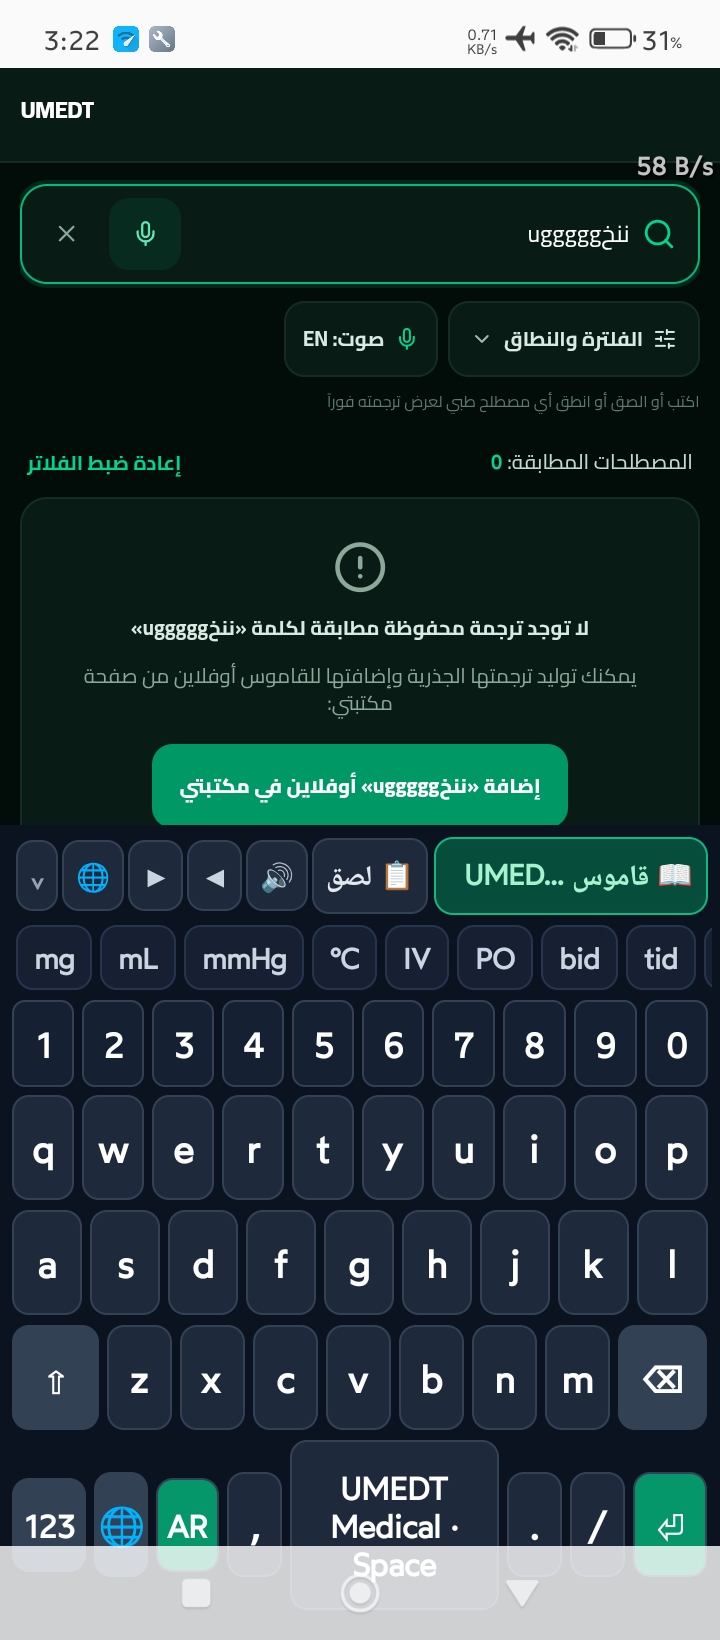 3:22
0.71 KB/s
31%
UMEDT
58 B/s
ننخuggggg
الفلترة والنطاق
صوت: EN
اكتب أو الصق أو انطق أي مصطلح طبي لعرض ترجمته فوراً
المصطلحات المطابقة: 0
إعادة ضبط الفلاتر
لا توجد ترجمة محفوظة مطابقة لكلمة «ننخuggggg»
يمكنك توليد ترجمتها الجذرية وإضافتها للقاموس أوفلاين من صفحة
مكتبتي:
إضافة «ننخuggggg» أوفلاين في مكتبتي
قاموس UMED...
لصق
mg mL mmHg °C IV PO bid tid
1 2 3 4 5 6 7 8 9 0
q w e r t y u i o p
a s d f g h j k l
z x c v b n m
123 AR , UMEDT . /
Medical ·
Space